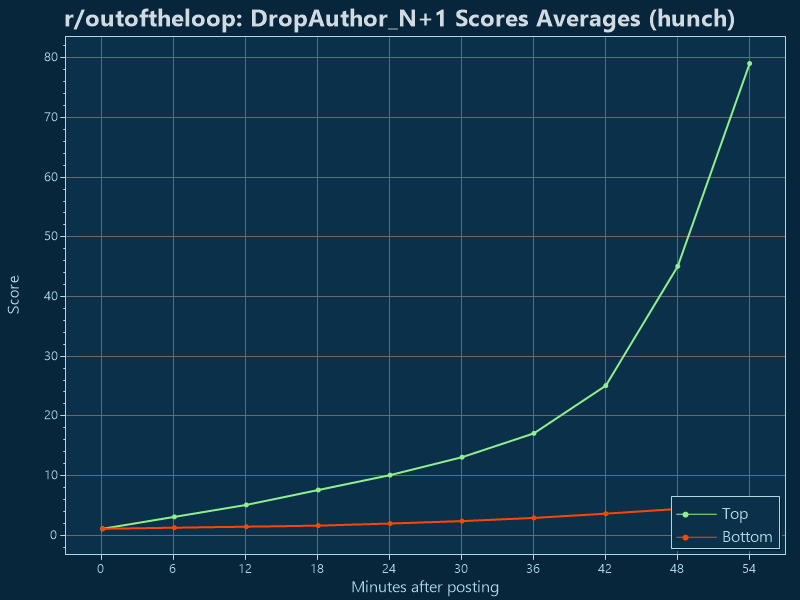 r/outoftheloop: DropAuthor_N+1 Scores Averages (hunch)
80
70
60
50
40
30
20
10
0
Score
0 6 12 18 24 30 36 42 48 54
Minutes after posting
Top
Bottom